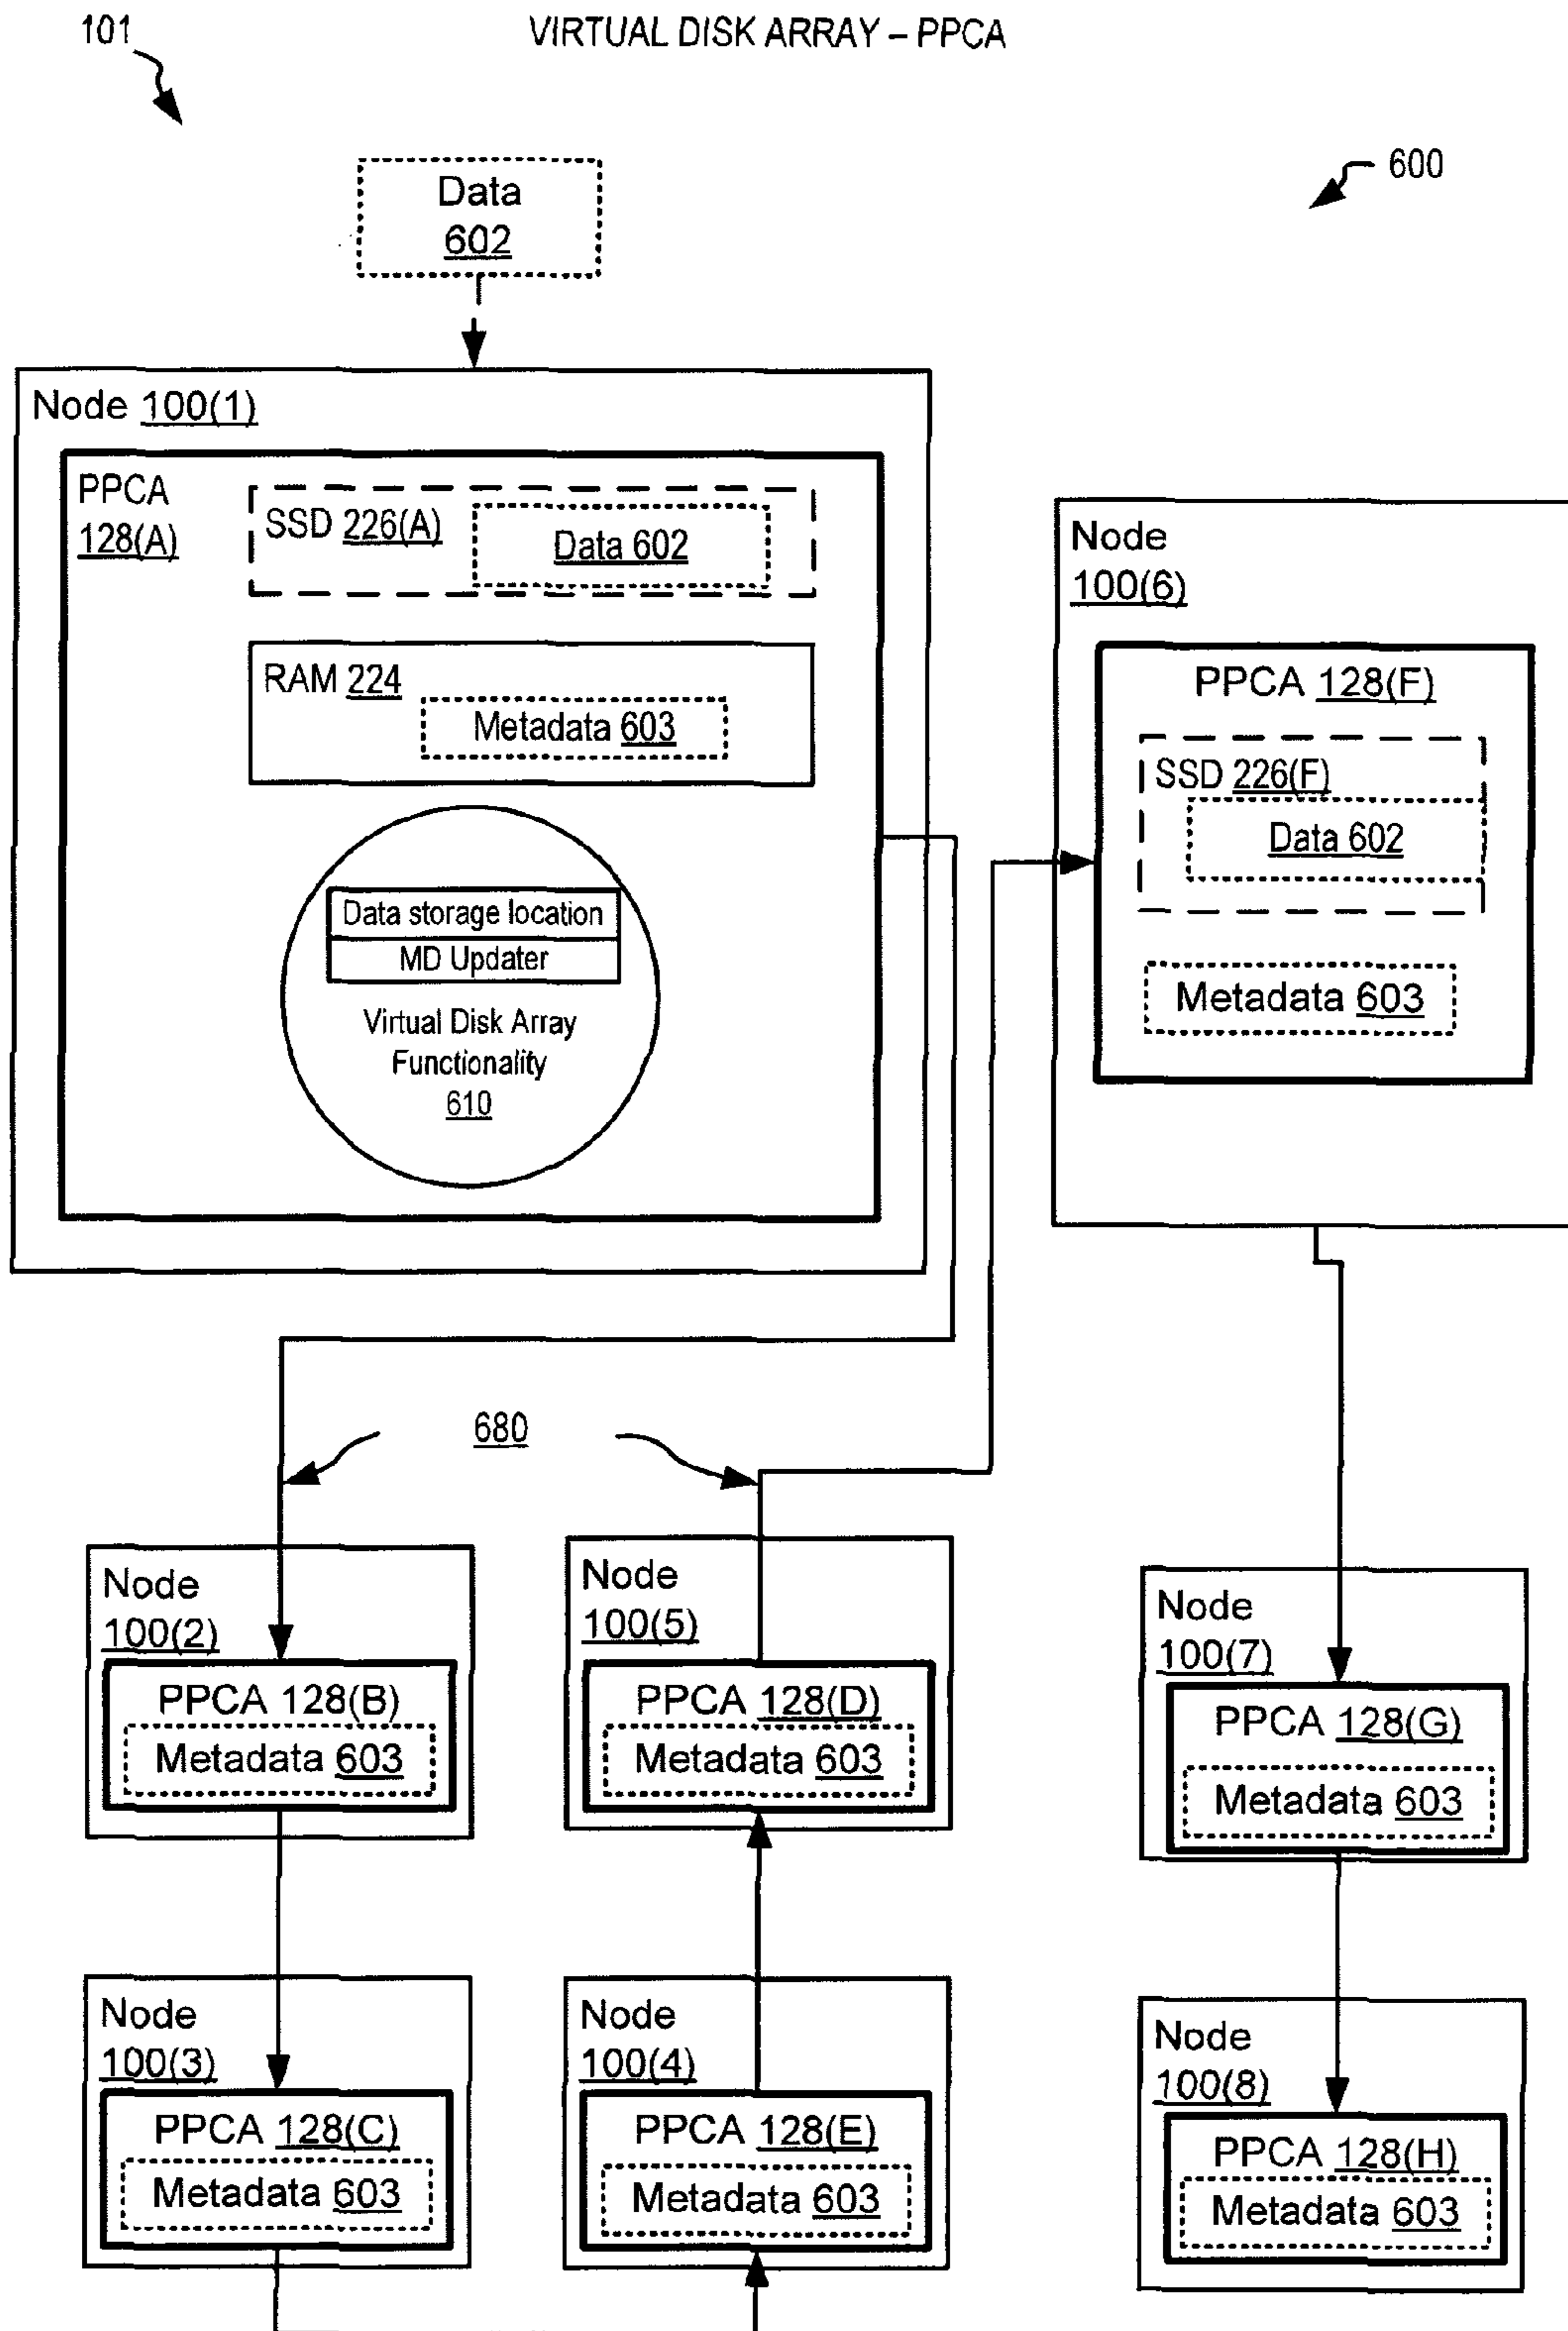 101
VIRTUAL DISK ARRAY – PPCA
600
Data
602
Node 100(1)
PPCA
128(A)
SSD 226(A)
Data 602
RAM 224
Metadata 603
Data storage location
MD Updater
Virtual Disk Array
Functionality
610
Node
100(6)
PPCA 128(F)
SSD 226(F)
Data 602
Metadata 603
680
Node
100(2)
PPCA 128(B)
Metadata 603
Node
100(5)
PPCA 128(D)
Metadata 603
Node
100(7)
PPCA 128(G)
Metadata 603
Node
100(3)
PPCA 128(C)
Metadata 603
Node
100(4)
PPCA 128(E)
Metadata 603
Node
100(8)
PPCA 128(H)
Metadata 603